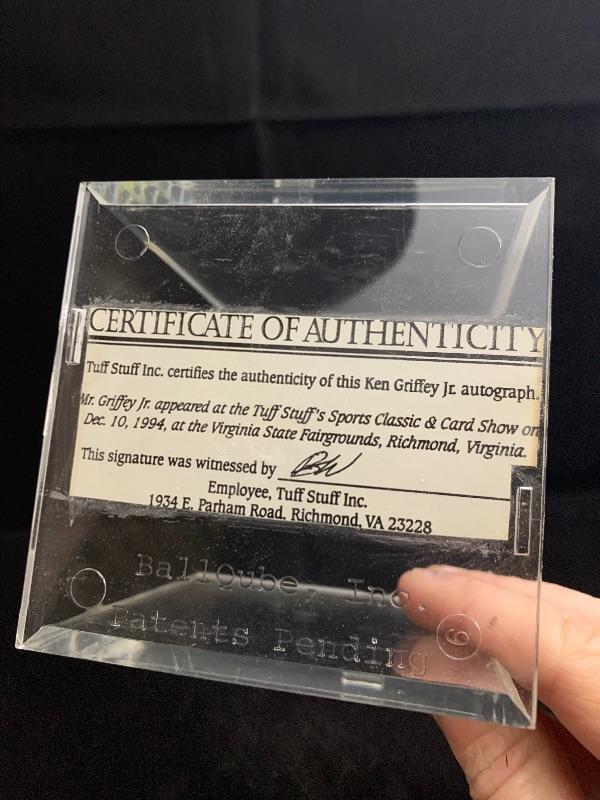 CERTIFICATE OF AUTHENTICITY
Tuff Stuff Inc. certifies the authenticity of this Ken Griffey Jr. autograph.
Mr. Griffey Jr. appeared at the Tuff Stuff's Sports Classic & Card Show on
Dec. 10, 1994, at the Virginia State Fairgrounds, Richmond, Virginia.
This signature was witnessed by
Employee, Tuff Stuff Inc.
1934 E. Parham Road. Richmond, VA 23228
BallQube, Inc.
Patents Pending